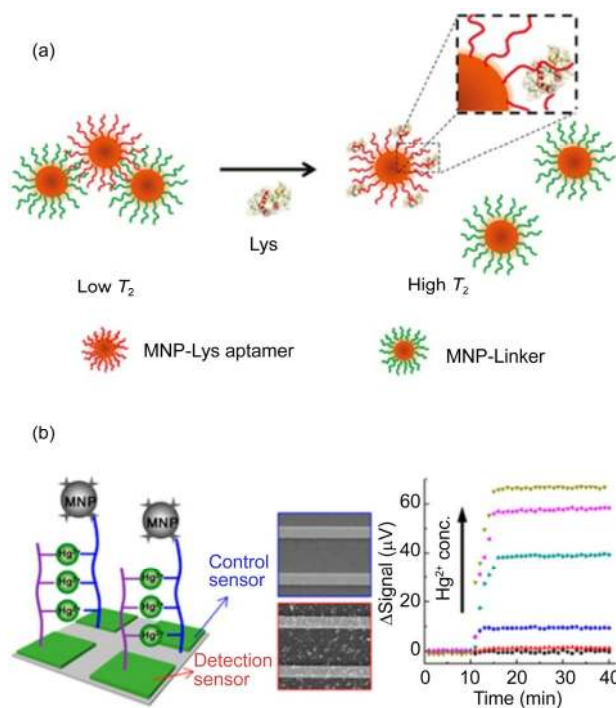 (a)
Lys
Low T₂
High T₂
MNP-Lys aptamer
MNP-Linker
(b)
MNP
MNP
Hg²⁺
Hg²⁺
Hg²⁺
Hg²⁺
Hg²⁺
Hg²⁺
Control
sensor
Detection
sensor
ΔSignal (μV)
60
40
20
0
Hg²⁺ conc.
0 10 20 30 40
Time (min)